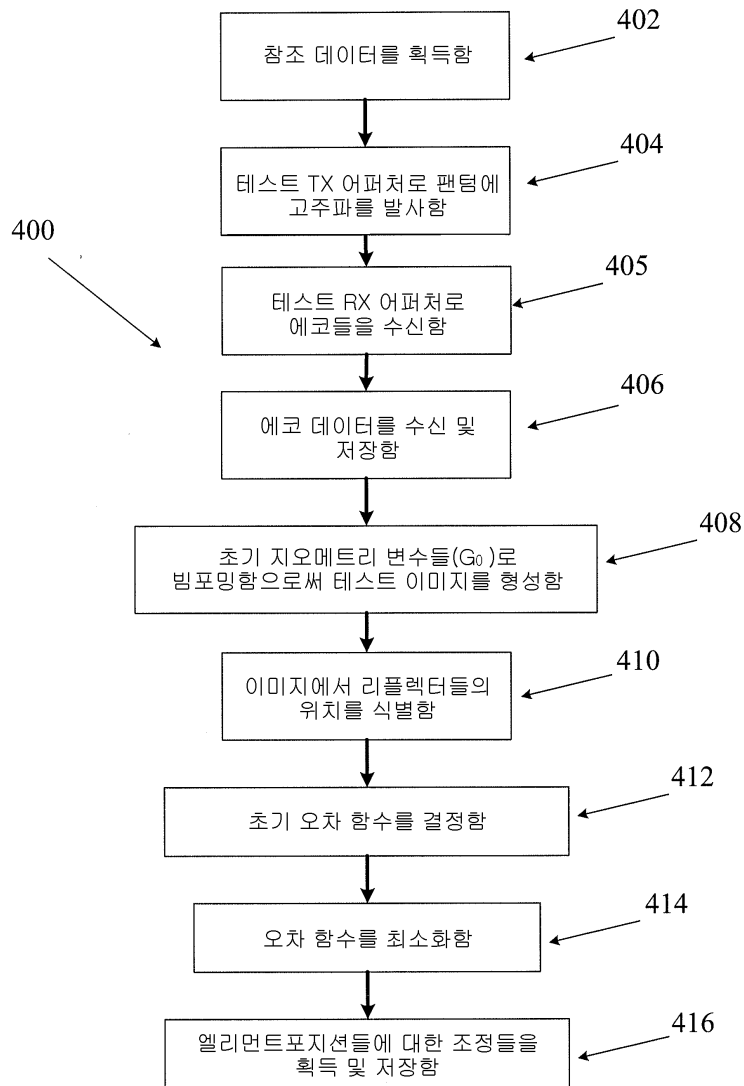 402
참조 데이터를 획득함
404
테스트 TX 어퍼처로 팬텀에
고주파를 발사함
400
405
테스트 RX 어퍼처로
에코들을 수신함
406
에코 데이터를 수신 및
저장함
408
초기 지오메트리 변수들(G₀)로
빔포밍함으로써 테스트 이미지를 형성함
410
이미지에서 리플렉터들의
위치를 식별함
412
초기 오차 함수를 결정함
414
오차 함수를 최소화함
416
엘리먼트포지션들에 대한 조정들을
획득 및 저장함